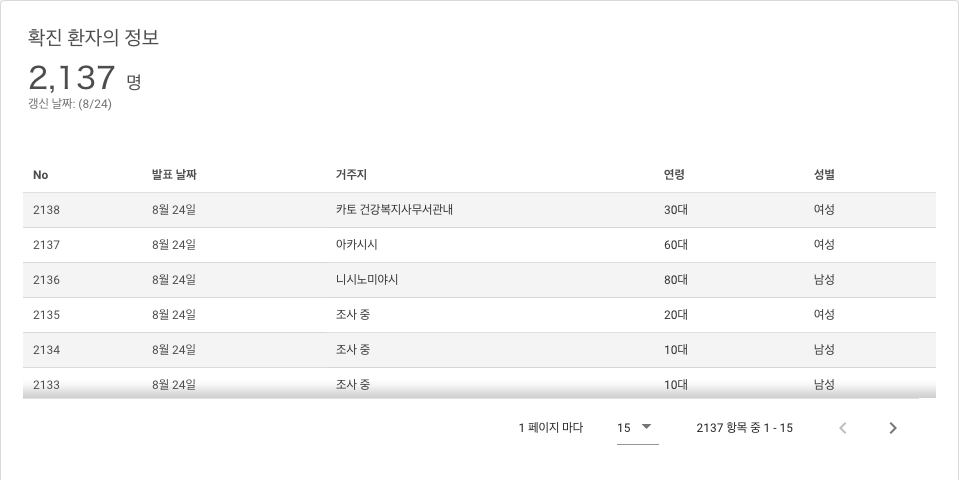 확진 환자의 정보
2,137 명
갱신 날짜: (8/24)
No 발표 날짜 거주지 연령 성별
2138 8월 24일 카토 건강복지사무서관내 30대 여성
2137 8월 24일 아카시시 60대 여성
2136 8월 24일 니시노미야시 80대 남성
2135 8월 24일 조사 중 20대 여성
2134 8월 24일 조사 중 10대 남성
2133 8월 24일 조사 중 10대 남성
1 페이지 마다 15 2137 항목 중 1 - 15